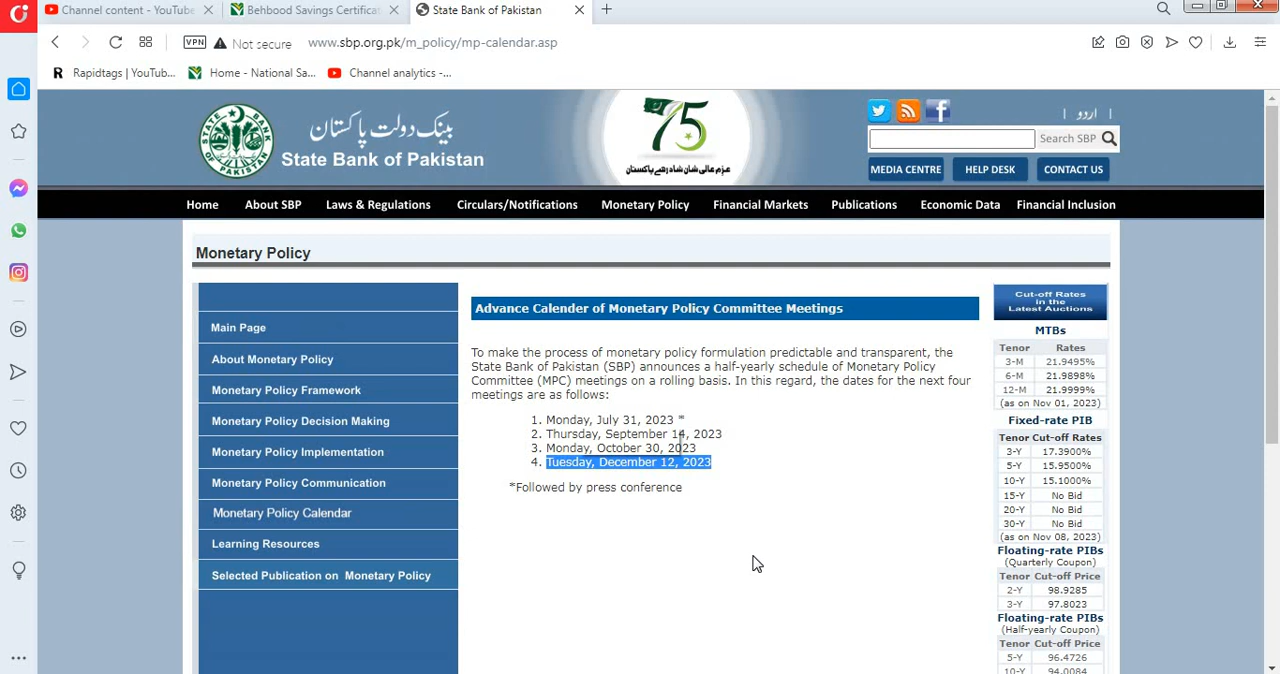 Channel content - YouTube
Behbood Savings Certificat
State Bank of Pakistan
VPN
Not secure
www.sbp.org.pk/m_policy/mp-calendar.asp
Rapidtags | YouTub...
Home - National Sa...
Channel analytics -...
بینک دولت پاکستان
State Bank of Pakistan
75
عزم عالی شان شاد رہے پاکستان
| اردو |
Search SBP
MEDIA CENTRE
HELP DESK
CONTACT US
Home
About SBP
Laws & Regulations
Circulars/Notifications
Monetary Policy
Financial Markets
Publications
Economic Data
Financial Inclusion
Monetary Policy
Main Page
About Monetary Policy
Monetary Policy Framework
Monetary Policy Decision Making
Monetary Policy Implementation
Monetary Policy Communication
Monetary Policy Calendar
Learning Resources
Selected Publication on Monetary Policy
Advance Calender of Monetary Policy Committee Meetings
To make the process of monetary policy formulation predictable and transparent, the
State Bank of Pakistan (SBP) announces a half-yearly schedule of Monetary Policy
Committee (MPC) meetings on a rolling basis. In this regard, the dates for the next four
meetings are as follows:
1. Monday, July 31, 2023 *
2. Thursday, September 14, 2023
3. Monday, October 30, 2023
4. Tuesday, December 12, 2023
*Followed by press conference
Cut-off Rates
in the
Latest Auctions
MTBs
Tenor Rates
3-M 21.9495%
6-M 21.9898%
12-M 21.9999%
(as on Nov 01, 2023)
Fixed-rate PIB
Tenor Cut-off Rates
3-Y 17.3900%
5-Y 15.9500%
10-Y 15.1000%
15-Y No Bid
20-Y No Bid
30-Y No Bid
(as on Nov 08, 2023)
Floating-rate PIBs
(Quarterly Coupon)
Tenor Cut-off Price
2-Y 98.9285
3-Y 97.8023
Floating-rate PIBs
(Half-yearly Coupon)
Tenor Cut-off Price
5-Y 96.4726
10-Y 94.0084